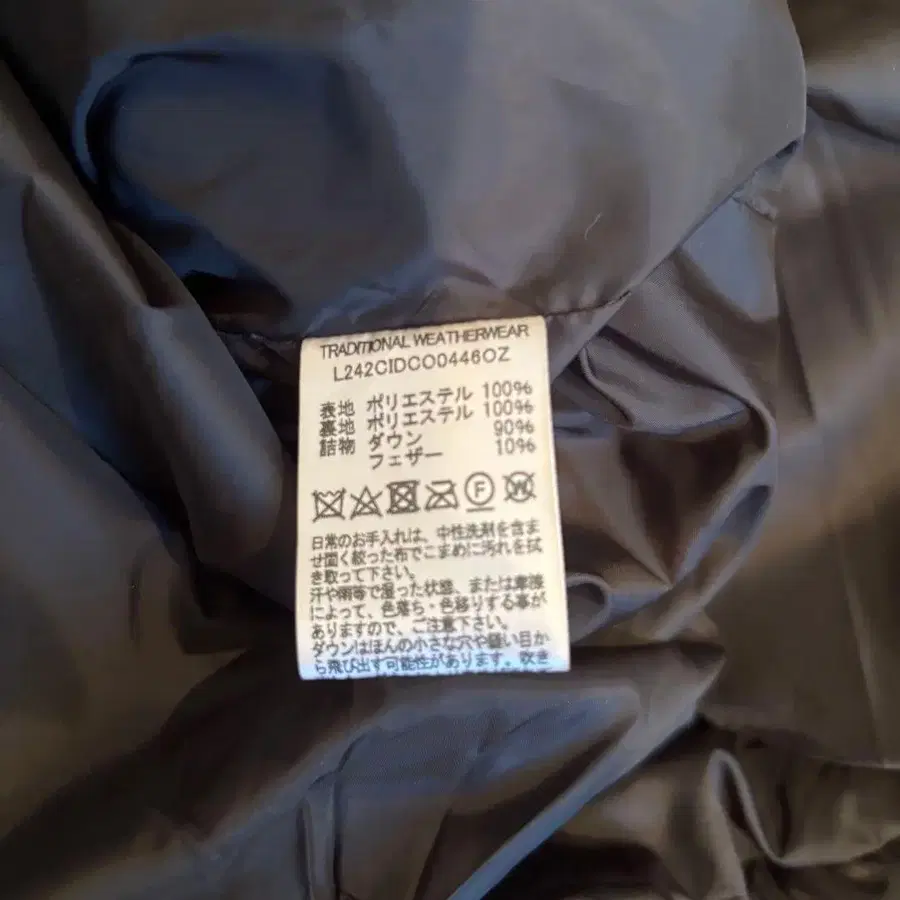 TRADITIONAL WEATHERWEAR
L242CIDCO0446OZ
表地 ポリエステル 100%
裏地 ポリエステル 100%
詰物 ダウン 90%
フェザー 10%
F
W
日常のお手入れは、中性洗剤を含ま
せ固く絞った布でこまめに汚れを拭
き取って下さい。
汗や雨等で湿った状態、または摩擦
によって、色落ち・色移りする事が
ありますので、ご注意下さい。
ダウンはほんの小さな穴や縫い目か
ら飛び出す可能性があります。吹き